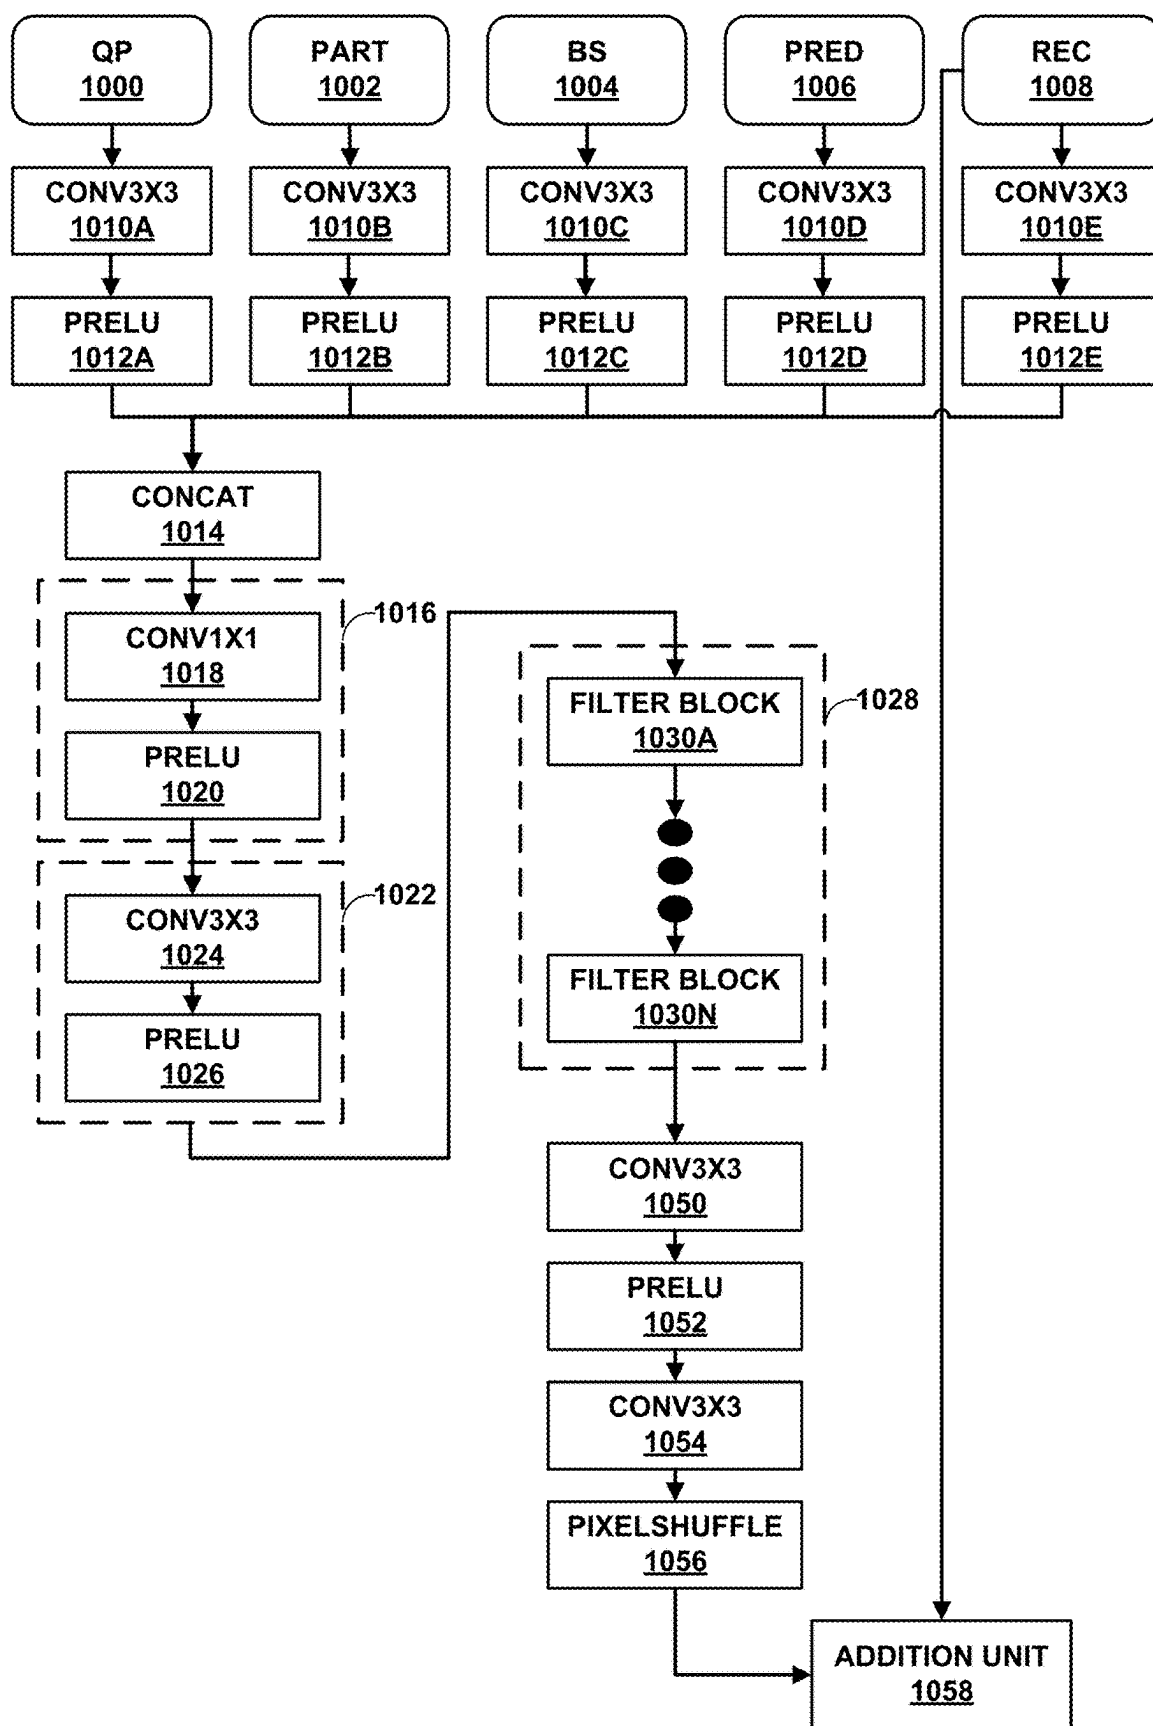 QP
1000
PART
1002
BS
1004
PRED
1006
REC
1008
CONV3X3
1010A
CONV3X3
1010B
CONV3X3
1010C
CONV3X3
1010D
CONV3X3
1010E
PRELU
1012A
PRELU
1012B
PRELU
1012C
PRELU
1012D
PRELU
1012E
CONCAT
1014
1016
CONV1X1
1018
PRELU
1020
1022
CONV3X3
1024
PRELU
1026
1028
FILTER BLOCK
1030A
FILTER BLOCK
1030N
CONV3X3
1050
PRELU
1052
CONV3X3
1054
PIXELSHUFFLE
1056
ADDITION UNIT
1058